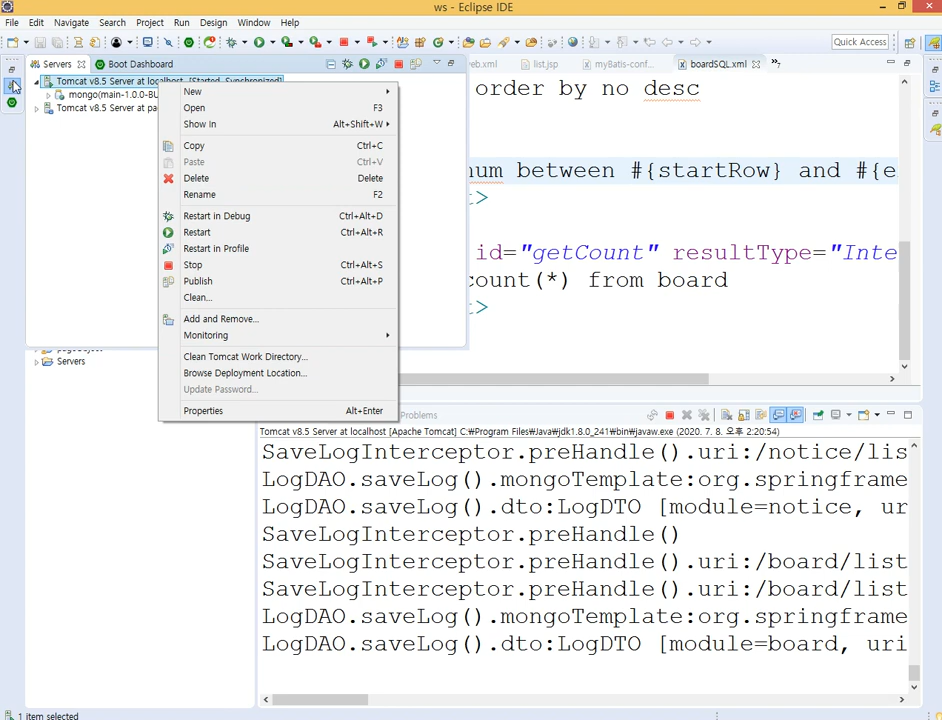 ws - Eclipse IDE
File Edit Navigate Search Project Run Design Window Help
Quick Access
Servers Boot Dashboard
list.jsp myBatis-conf... boardSQL.xml
Tomcat v8.5 Server at localhost [Started, Synchronized]
mongo(main-1.0.0-BU
Tomcat v8.5 Server at pa
Servers
New
Open F3
Show In Alt+Shift+W
Copy Ctrl+C
Paste Ctrl+V
Delete Delete
Rename F2
Restart in Debug Ctrl+Alt+D
Restart Ctrl+Alt+R
Restart in Profile
Stop Ctrl+Alt+S
Publish Ctrl+Alt+P
Clean...
Add and Remove...
Monitoring
Clean Tomcat Work Directory...
Browse Deployment Location...
Update Password...
Properties Alt+Enter
order by no desc
between #{startRow} and #{e
id="getCount" resultType="Inte
count(*) from board
Problems
Tomcat v8.5 Server at localhost [Apache Tomcat] C:₩Program Files₩Java₩jdk1.8.0_241₩bin₩javaw.exe (2020. 7. 8. 오후 2:20:54)
SaveLogInterceptor.preHandle().uri:/notice/lis
LogDAO.saveLog().mongoTemplate:org.springframe
LogDAO.saveLog().dto:LogDTO [module=notice, ur
SaveLogInterceptor.preHandle()
SaveLogInterceptor.preHandle().uri:/board/list
SaveLogInterceptor.preHandle().uri:/board/list
LogDAO.saveLog().mongoTemplate:org.springframe
LogDAO.saveLog().dto:LogDTO [module=board, uri
1 item selected